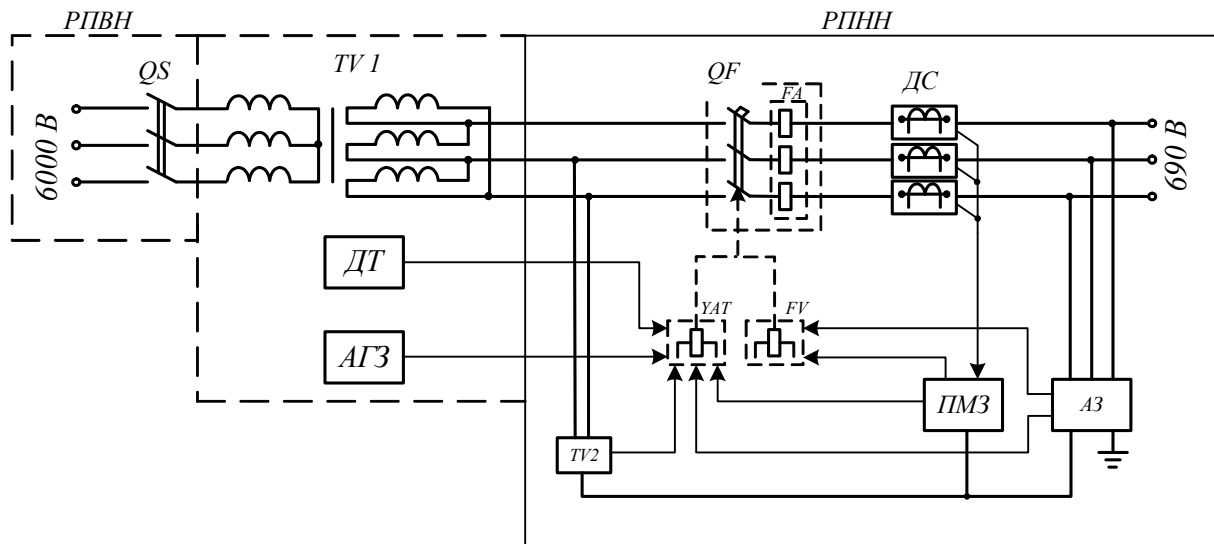 РПВН
РПНН
QS
TV 1
QF
FA
ДС
6000 В
690 В
ДТ
YAT
FV
АГЗ
ПМЗ
АЗ
TV2